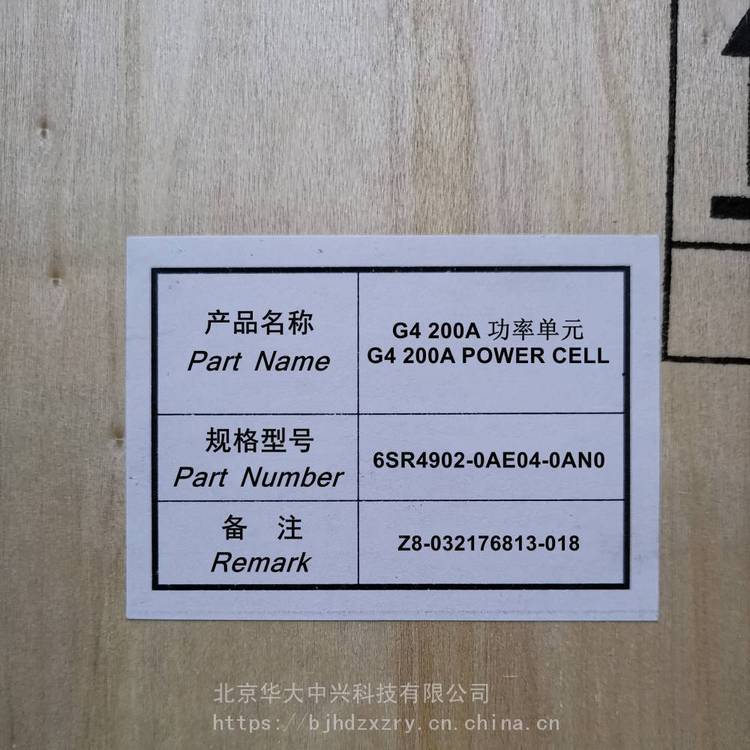 产品名称
Part Name
G4 200A 功率单元
G4 200A POWER CELL
规格型号
Part Number
6SR4902-0AE04-0AN0
备 注
Remark
Z8-032176813-018
北京华大中兴科技有限公司
https://bjhdzxzry.cn.china.cn